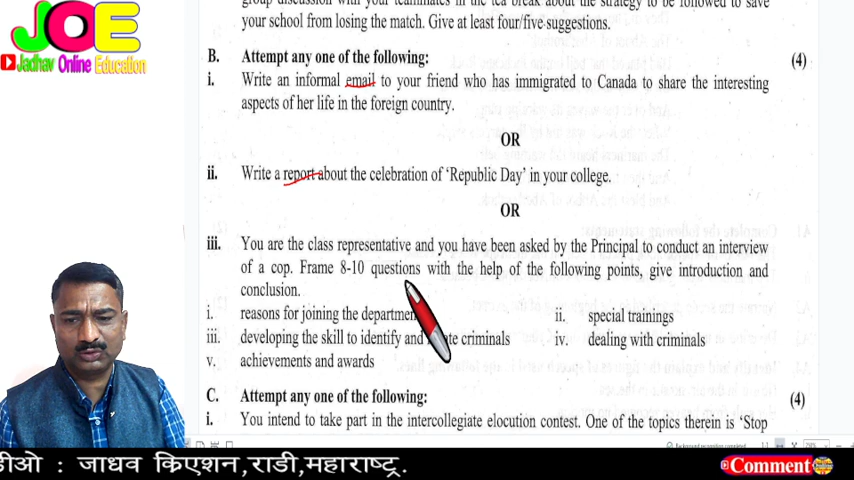 JOE
Jadhav Online Education
group discussion with your teammates in the tea break about the strategy to be followed to save
your school from losing the match. Give at least four/five suggestions.
B. Attempt any one of the following: (4)
i. Write an informal email to your friend who has immigrated to Canada to share the interesting
aspects of her life in the foreign country.
OR
ii. Write a report about the celebration of ‘Republic Day’ in your college.
OR
iii. You are the class representative and you have been asked by the Principal to conduct an interview
of a cop. Frame 8-10 questions with the help of the following points, give introduction and
conclusion.
i. reasons for joining the departmen ii. special trainings
iii. developing the skill to identify and criminals iv. dealing with criminals
v. achievements and awards
C. Attempt any one of the following: (4)
i. You intend to take part in the intercollegiate elocution contest. One of the topics therein is ‘Stop
डीओ : जाधव किएशन,राडी,महाराष्ट्र.
Comment